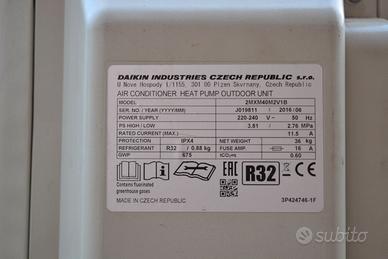 DAIKIN INDUSTRIES CZECH REPUBLIC s.r.o.
U Nove Hospody 1/1155, 301 00 Plzen Skvrnany, Czech Republic
AIR CONDITIONER HEAT PUMP OUTDOOR UNIT
MODEL 2MXM40M2V1B
SER. NO. / YEAR (YYYY/MM) J019811 / 2016/06
POWER SUPPLY 220-240 V ~ 50 Hz
PS HIGH / LOW 3.81 / 2.76 MPa
RATED CURRENT (MAX.) 11.5 A
PROTECTION IPX4 NET WEIGHT 36 kg
REFRIGERANT R32 / 0.88 kg FUSE AMP. 16 A
GWP 675 tCO₂eq 0.60
Contains fluorinated
greenhouse gases
R32
MADE IN CZECH REPUBLIC
3P424746-1F
subito